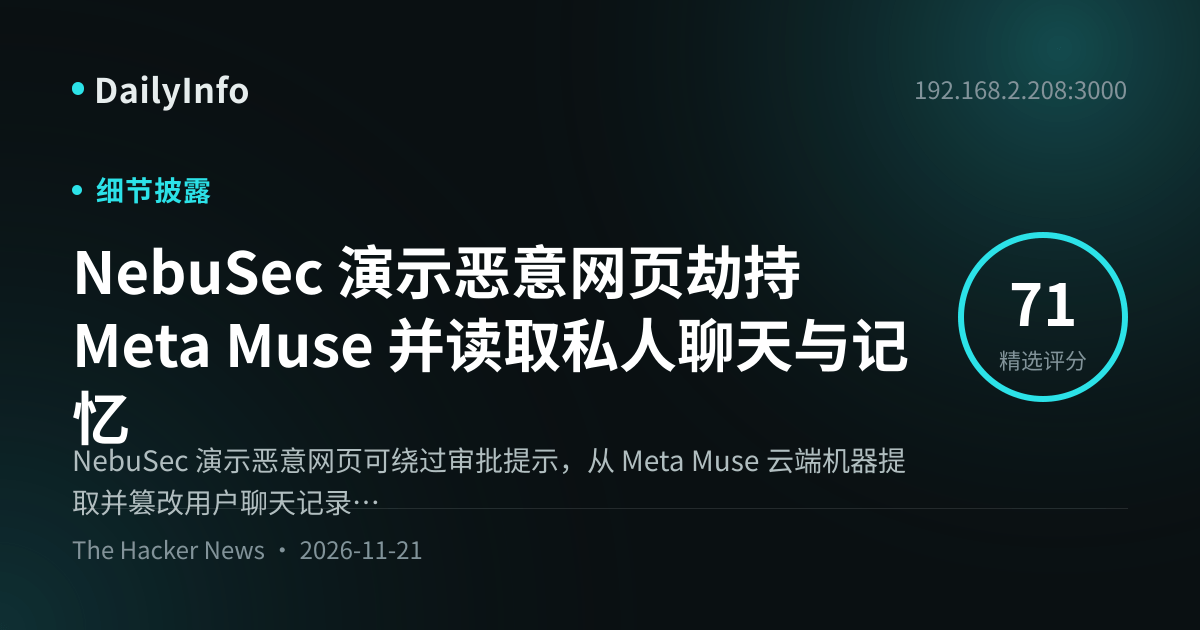 DailyInfo
192.168.2.208:3000
细节披露
NebuSec 演示恶意网页劫持
Meta Muse 并读取私人聊天与记
忆
71
精选评分
NebuSec 演示恶意网页可绕过审批提示，从 Meta Muse 云端机器提
取并篡改用户聊天记录…
The Hacker News · 2026-11-21